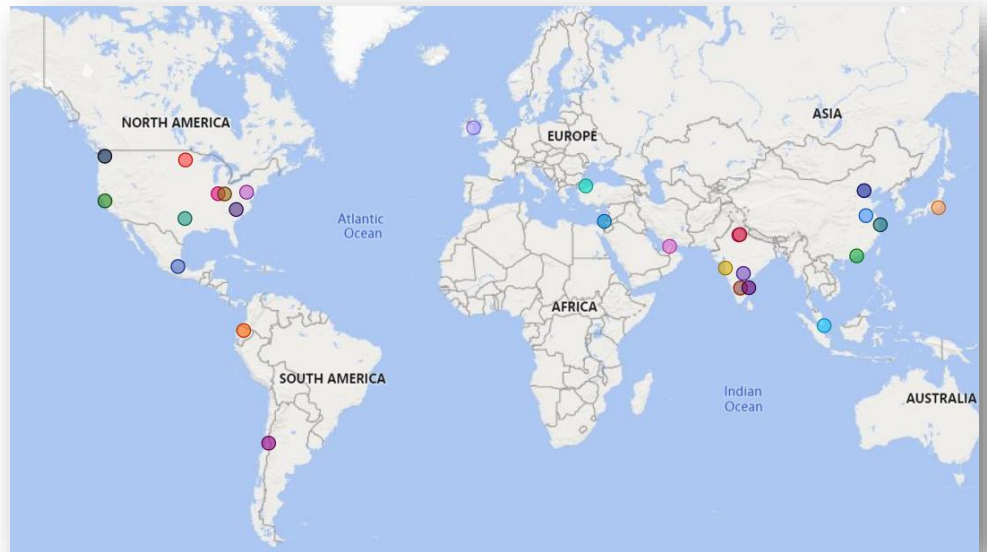 ASIA
NORTH AMERICA
EUROPE
Atlantic
Ocean
AFRICA
SOUTH AMERICA
Indian
Ocean
AUSTRALIA